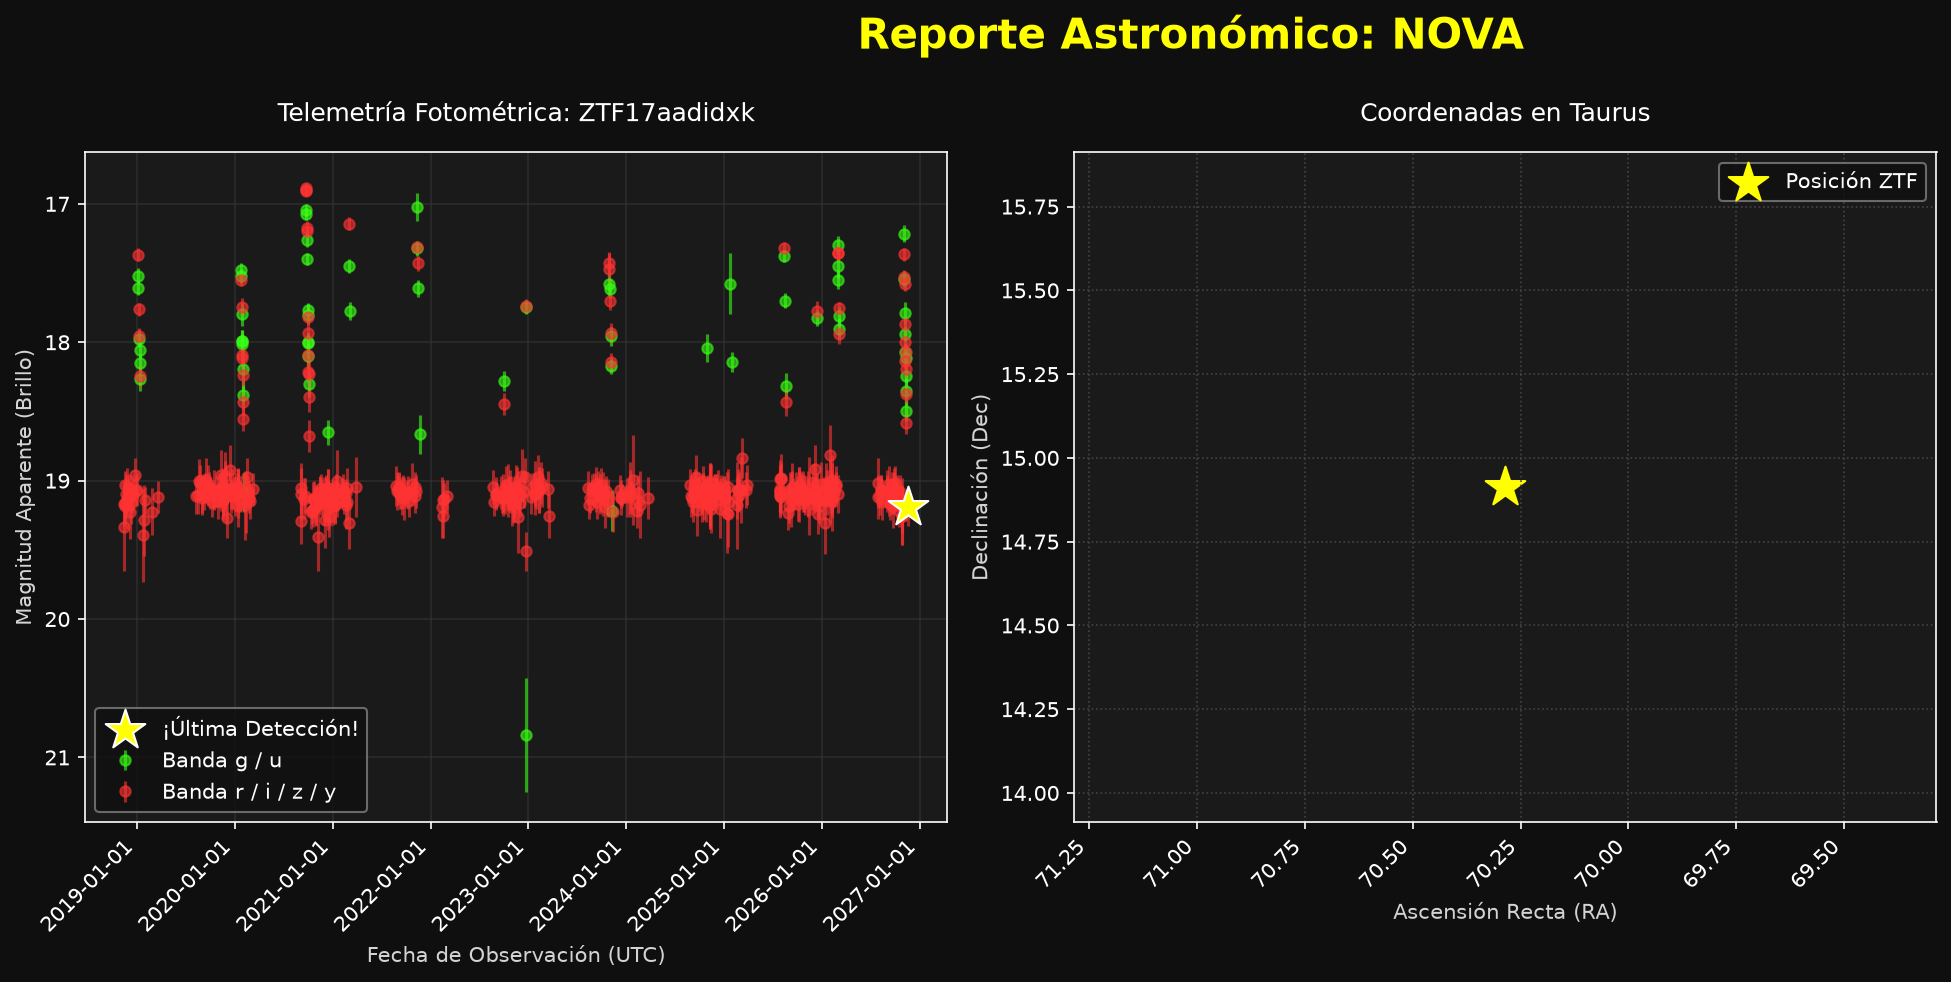 Reporte Astronómico: NOVA
Telemetría Fotométrica: ZTF17aadidxk
Magnitud Aparente (Brillo)
17
18
19
20
21
¡Última Detección!
Banda g / u
Banda r / i / z / y
2019-01-01
2020-01-01
2021-01-01
2022-01-01
2023-01-01
2024-01-01
2025-01-01
2026-01-01
2027-01-01
Fecha de Observación (UTC)
Coordenadas en Taurus
Posición ZTF
Declinación (Dec)
15.75
15.50
15.25
15.00
14.75
14.50
14.25
14.00
71.25
71.00
70.75
70.50
70.25
70.00
69.75
69.50
Ascensión Recta (RA)